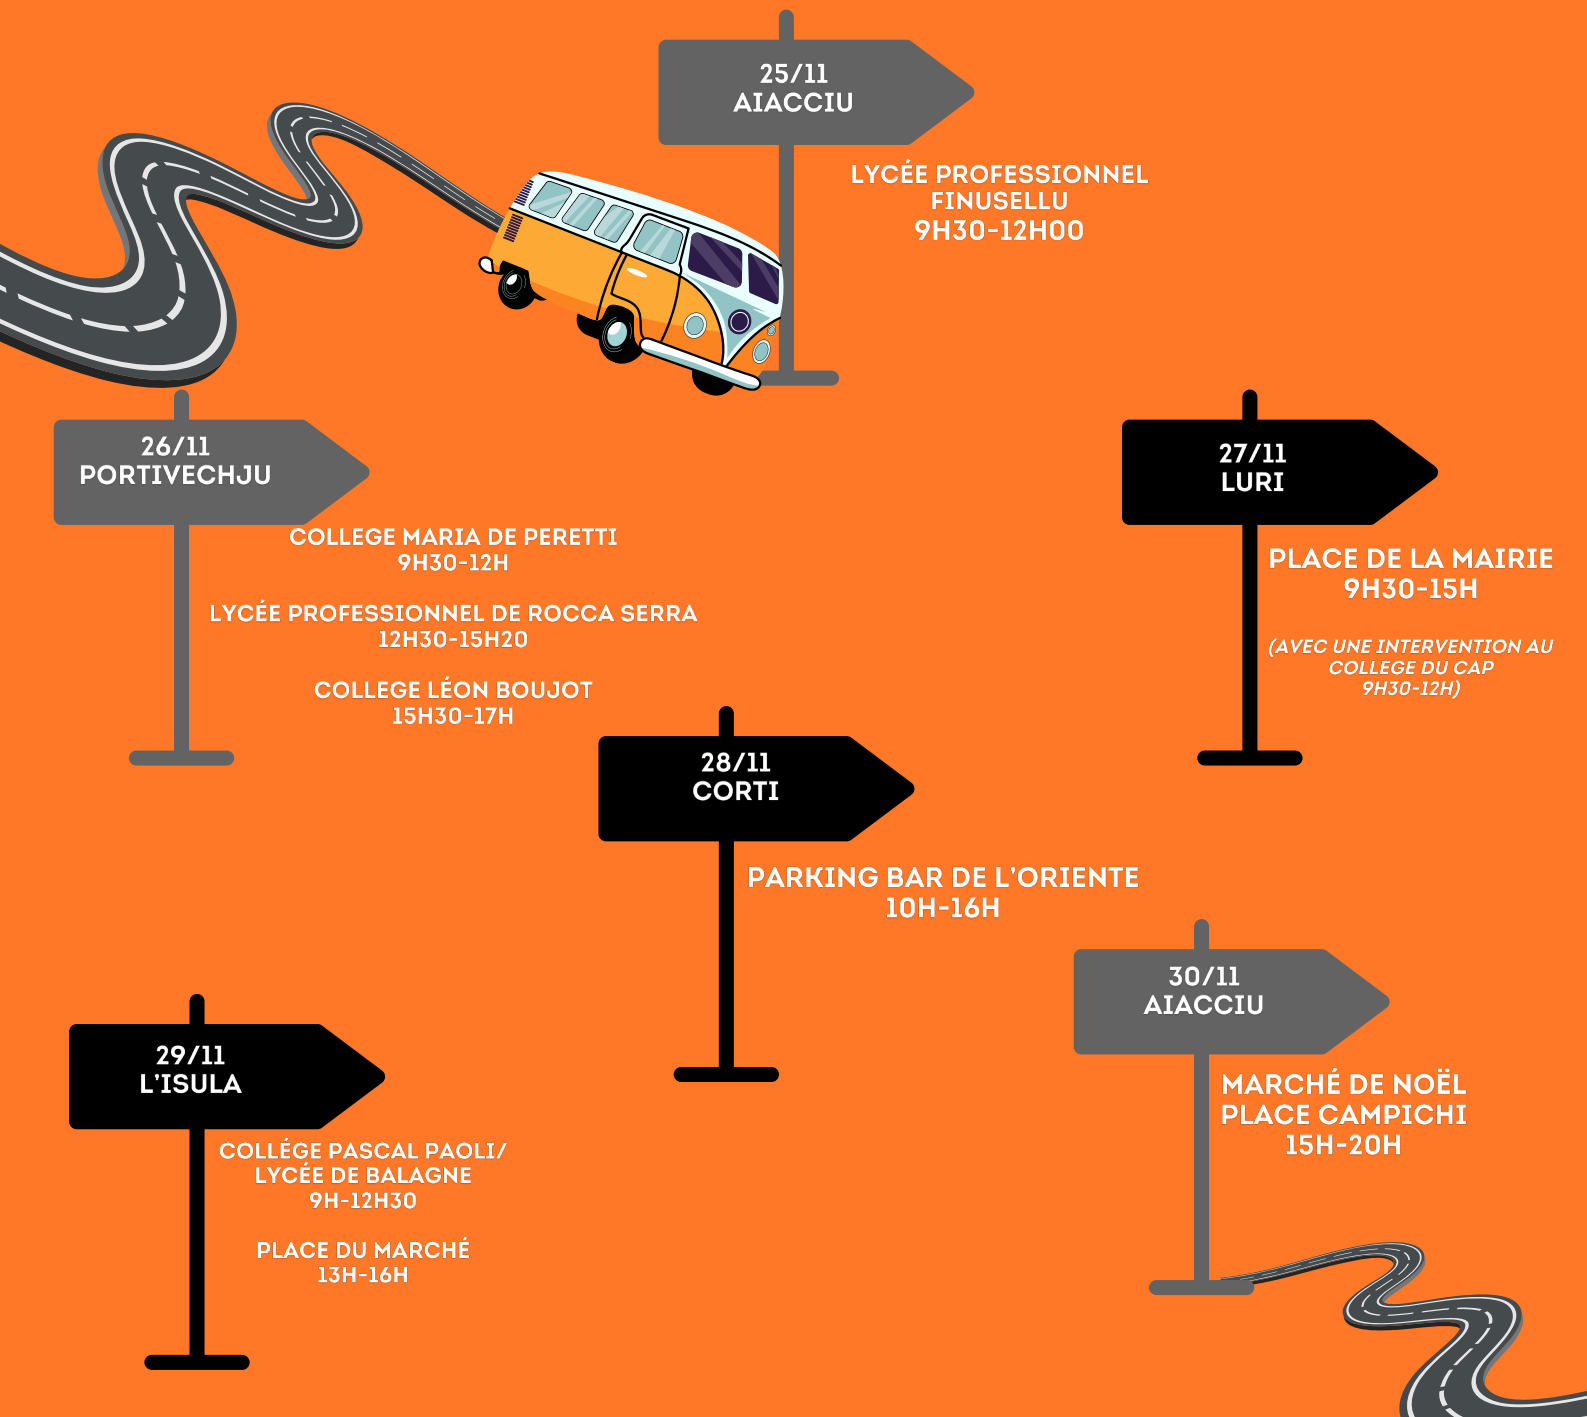 25/11
AIACCIU
LYCÉE PROFESSIONNEL
FINUSELLU
9H30-12H00
26/11
PORTIVECHJU
COLLEGE MARIA DE PERETTI
9H30-12H
LYCÉE PROFESSIONNEL DE ROCCA SERRA
12H30-15H20
COLLEGE LÉON BOUJOT
15H30-17H
27/11
LURI
PLACE DE LA MAIRIE
9H30-15H
(AVEC UNE INTERVENTION AU
COLLEGE DU CAP
9H30-12H)
28/11
CORTI
PARKING BAR DE L'ORIENTE
10H-16H
29/11
L'ISULA
COLLÉGE PASCAL PAOLI/
LYCÉE DE BALAGNE
9H-12H30
PLACE DU MARCHÉ
13H-16H
30/11
AIACCIU
MARCHÉ DE NOËL
PLACE CAMPICHI
15H-20H